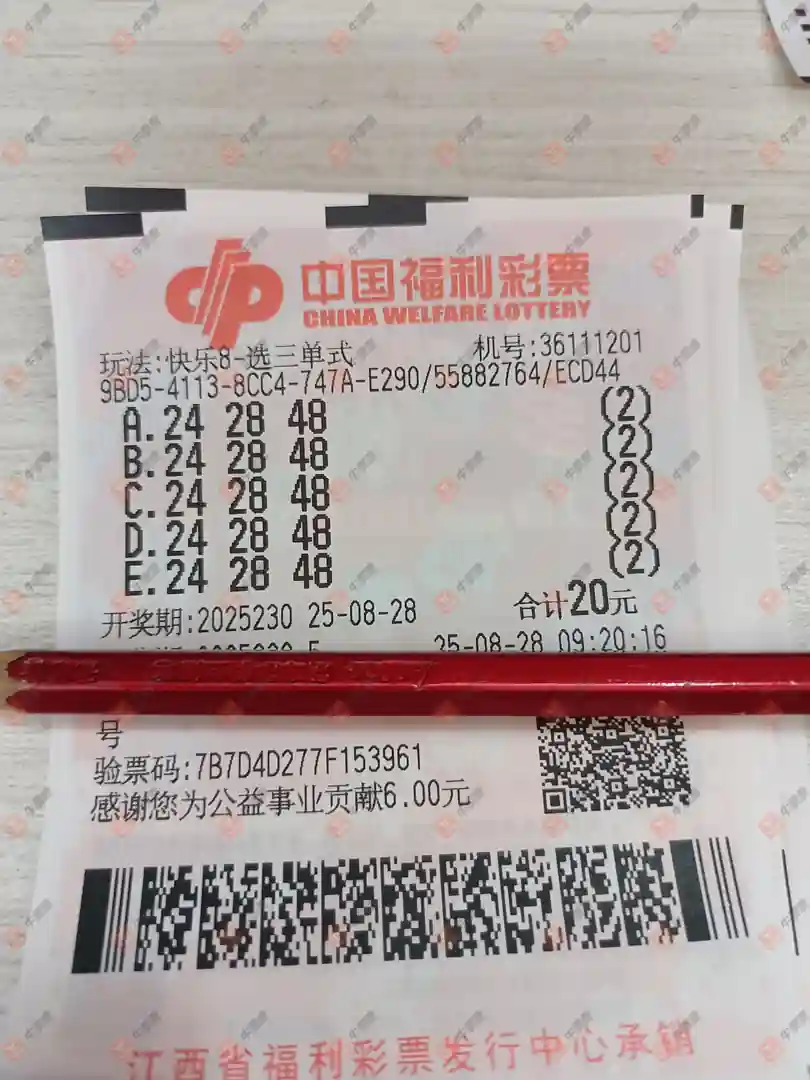 中国福利彩票
CHINA WELFARE LOTTERY
玩法:快乐8-选三单式 机号:36111201
9BD5-4113-8CC4-747A-E290/55882764/ECD44
A.24 28 48 (2)
B.24 28 48 (2)
C.24 28 48 (2)
D.24 28 48 (2)
E.24 28 48 (2)
开奖期:2025230 25-08-28 合计20元
25-08-28 09:20:16
号
验票码:7B7D4D277F153961
感谢您为公益事业贡献6.00元
江西省福利彩票发行中心承销